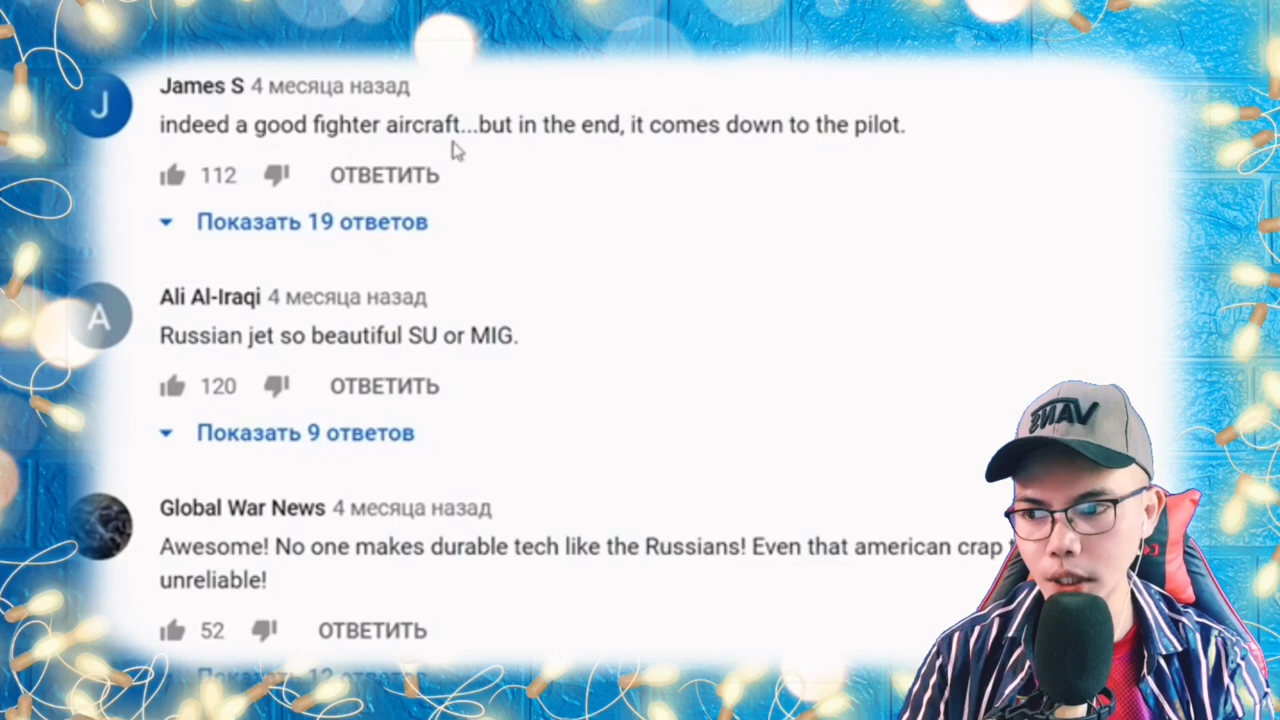 J
James S 4 месяца назад
indeed a good fighter aircraft...but in the end, it comes down to the pilot.
112 ОТВЕТИТЬ
Показать 19 ответов
A
Ali Al-Iraqi 4 месяца назад
Russian jet so beautiful SU or MIG.
120 ОТВЕТИТЬ
Показать 9 ответов
Global War News 4 месяца назад
Awesome! No one makes durable tech like the Russians! Even that american crap
unreliable!
52 ОТВЕТИТЬ
Показать 12 ответов
VANS